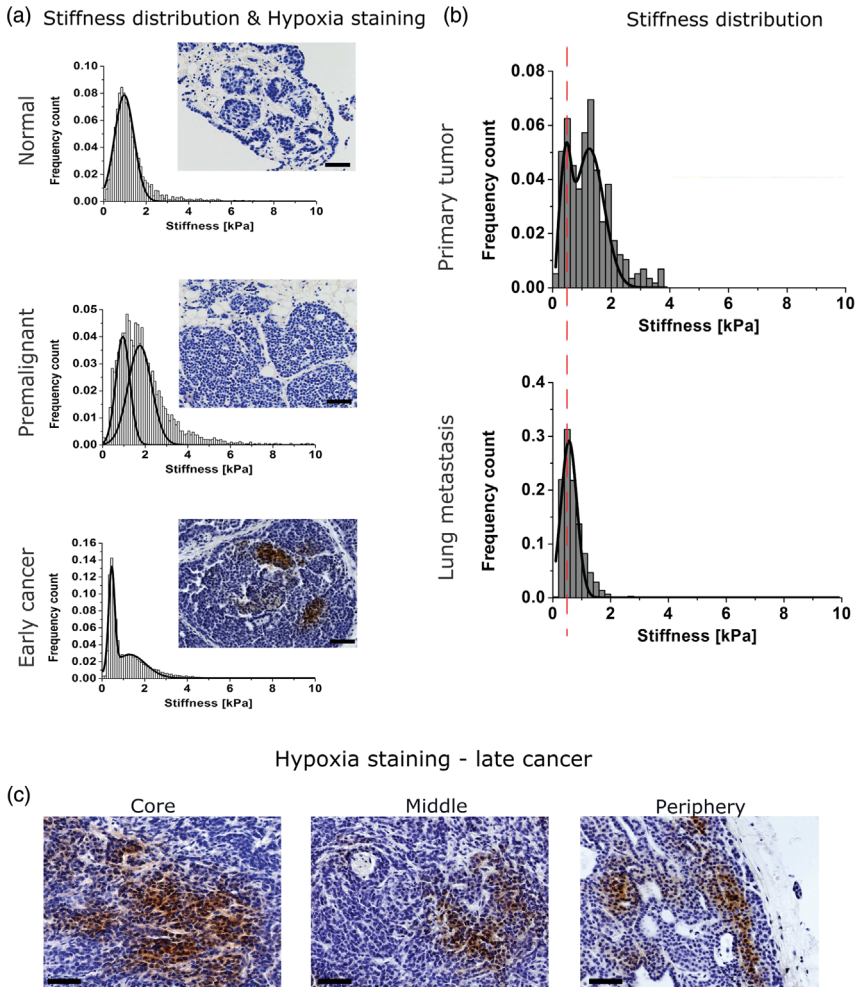 (a) Stiffness distribution & Hypoxia staining
Normal
Frequency count
0.10
0.08
0.06
0.04
0.02
0.00
0 2 4 6 8 10
Stiffness [kPa]
Premalignant
Frequency count
0.05
0.04
0.03
0.02
0.01
0.00
0 2 4 6 8 10
Stiffness [kPa]
Early cancer
Frequency count
0.16
0.14
0.12
0.10
0.08
0.06
0.04
0.02
0.00
0 2 4 6 8 10
Stiffness [kPa]
(b) Stiffness distribution
Primary tumor
Frequency count
0.08
0.06
0.04
0.02
0.00
0 2 4 6 8 10
Stiffness [kPa]
Lung metastasis
Frequency count
0.4
0.3
0.2
0.1
0.0
0 2 4 6 8 10
Stiffness [kPa]
Hypoxia staining - late cancer
(c)
Core Middle Periphery